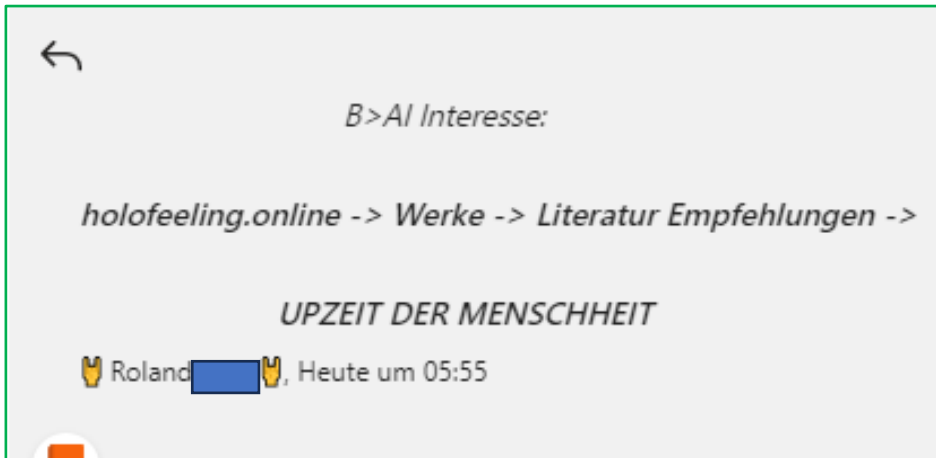 B>AI Interesse:
holofeeling.online -> Werke -> Literatur Empfehlungen ->
UPZEIT DER MENSCHHEIT
Roland, Heute um 05:55